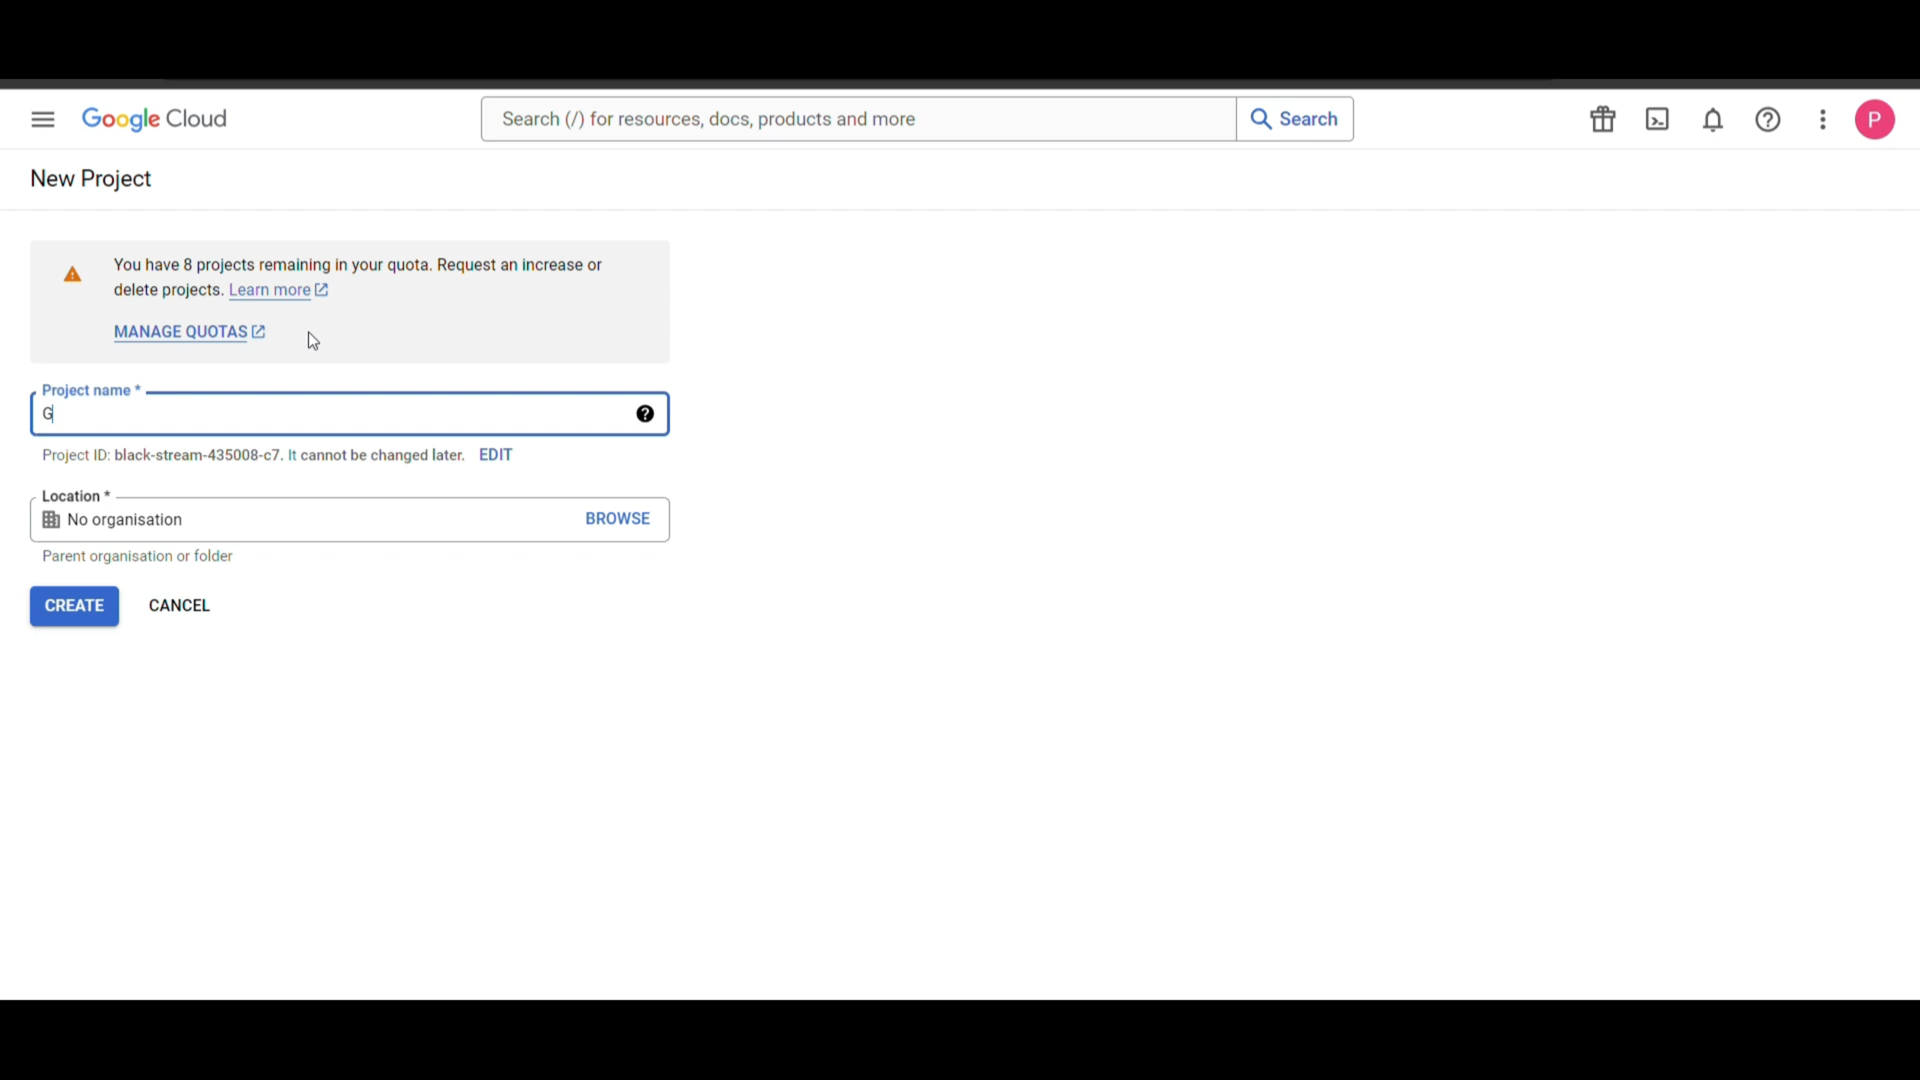 Google Cloud
Search (/) for resources, docs, products and more
Search
P
New Project
You have 8 projects remaining in your quota. Request an increase or
delete projects. Learn more
MANAGE QUOTAS
Project name *
G
Project ID: black-stream-435008-c7. It cannot be changed later. EDIT
Location *
No organisation
BROWSE
Parent organisation or folder
CREATE
CANCEL